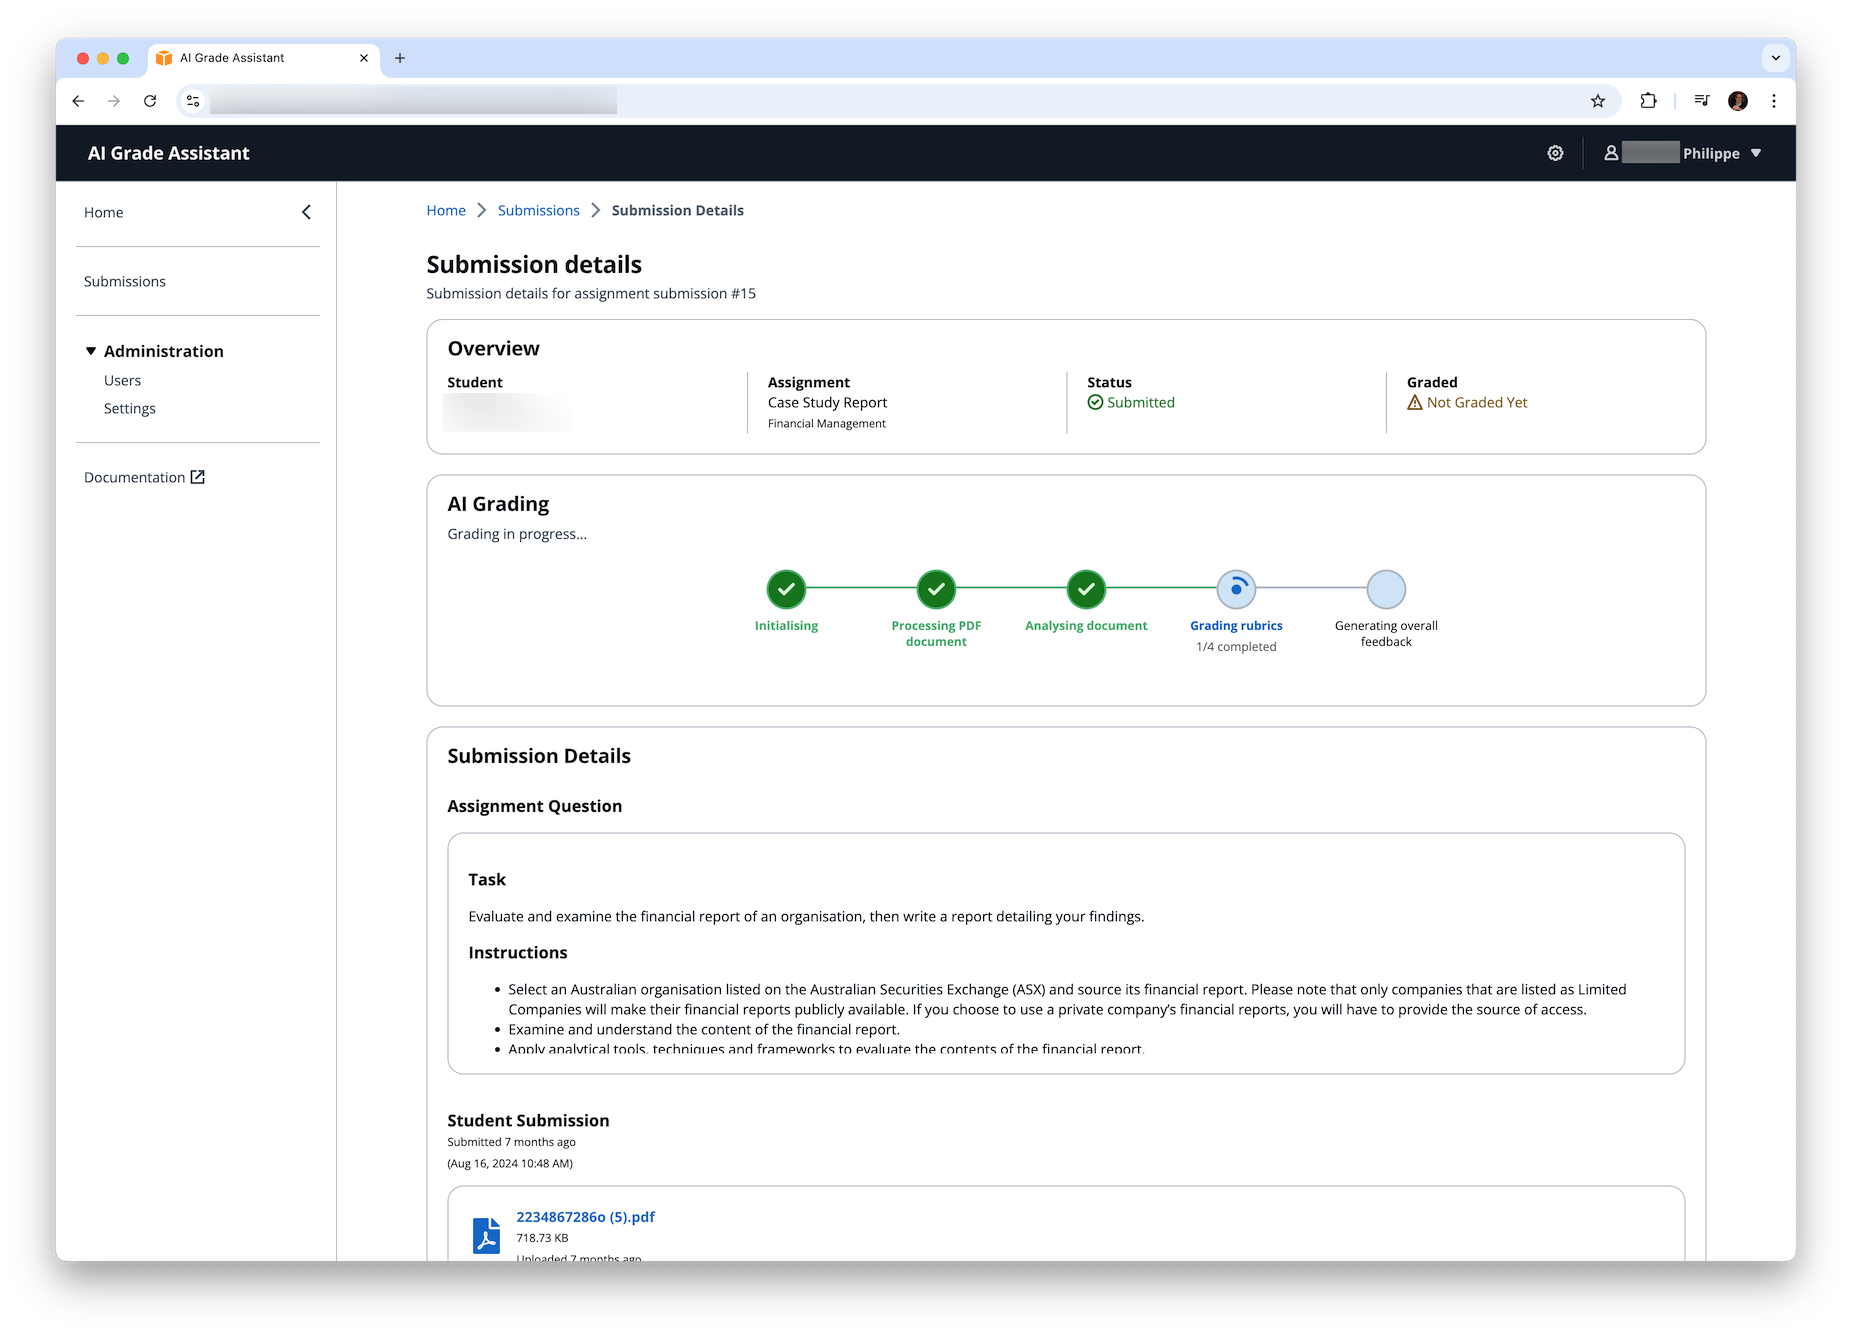 AI Grade Assistant
AI Grade Assistant
Philippe
Home
Submissions
Administration
Users
Settings
Documentation
Home
Submissions
Submission Details
Submission details
Submission details for assignment submission #15
Overview
Student
Assignment
Case Study Report
Financial Management
Status
Submitted
Graded
Not Graded Yet
AI Grading
Grading in progress...
Initialising
Processing PDF
document
Analysing document
Grading rubrics
1/4 completed
Generating overall
feedback
Submission Details
Assignment Question
Task
Evaluate and examine the financial report of an organisation, then write a report detailing your findings.
Instructions
• Select an Australian organisation listed on the Australian Securities Exchange (ASX) and source its financial report. Please note that only companies that are listed as Limited
Companies will make their financial reports publicly available. If you choose to use a private company’s financial reports, you will have to provide the source of access.
• Examine and understand the content of the financial report.
• Apply analytical tools, techniques and frameworks to evaluate the contents of the financial report.
Student Submission
Submitted 7 months ago
(Aug 16, 2024 10:48 AM)
2234867286o (5).pdf
718.73 KB
Uploaded 7 months ago